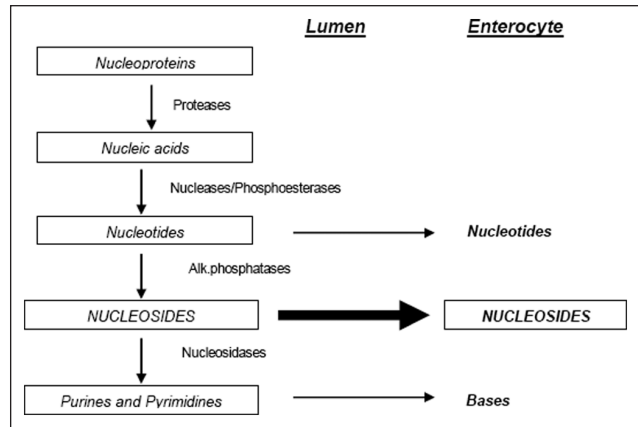 Lumen Enterocyte
Nucleoproteins
Proteases
Nucleic acids
Nucleases/Phosphoesterases
Nucleotides Nucleotides
Alk.phosphatases
NUCLEOSIDES NUCLEOSIDES
Nucleosidases
Purines and Pyrimidines Bases